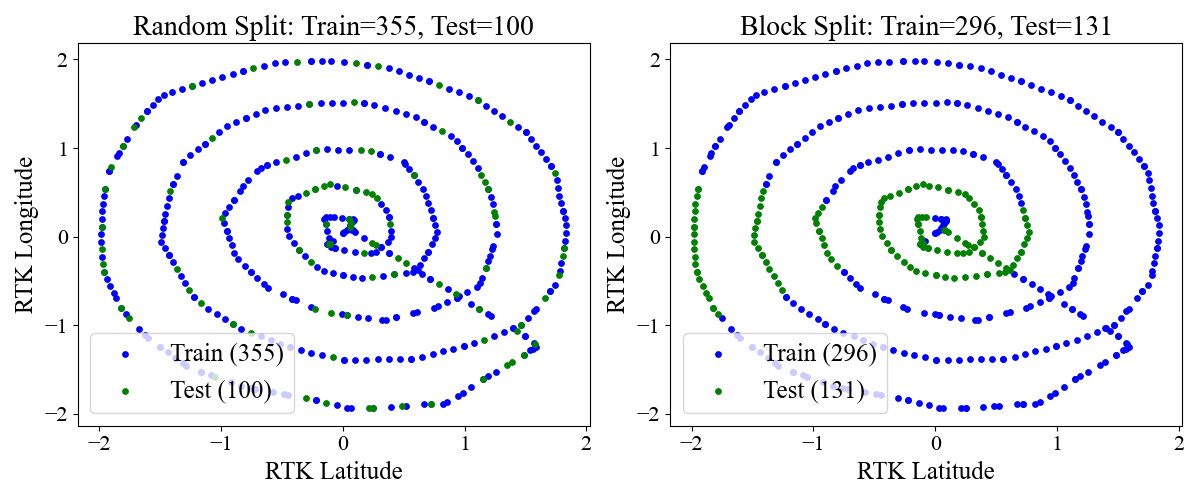 Random Split: Train=355, Test=100
2
1
0
−1
−2
RTK Longitude
Train (355)
Test (100)
−2
−1
0
1
2
RTK Latitude
Block Split: Train=296, Test=131
2
1
0
−1
−2
RTK Longitude
Train (296)
Test (131)
−2
−1
0
1
2
RTK Latitude